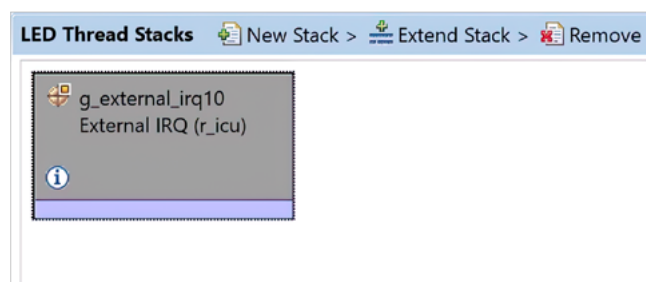 LED Thread Stacks New Stack > Extend Stack > Remove
g_external_irq10
External IRQ (r_icu)